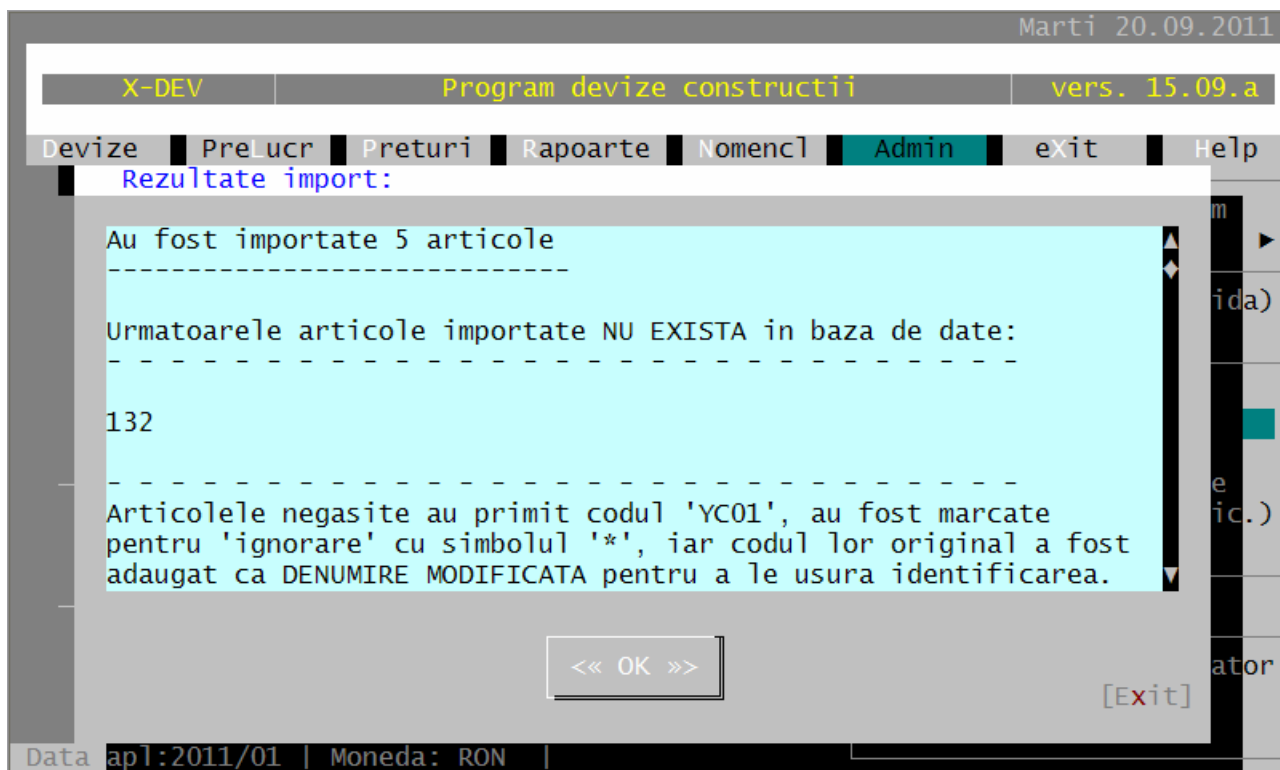 Marti 20.09.2011
X-DEV Program devize constructii vers. 15.09.a
Devize PreLucr Preturi Rapoarte Nomencl Admin eXit Help
Rezultate import:
m
Au fost importate 5 articole
-----------------------------
ida)
Urmatoarele articole importate NU EXISTA in baza de date:
- - - - - - - - - - - - - - - - - - - - - - - - - - - - -
132
- - - - - - - - - - - - - - - - - - - - - - - - - - - - -
e
Articolele negasite au primit codul 'YC01', au fost marcate
ic.)
pentru 'ignorare' cu simbolul '*', iar codul lor original a fost
adaugat ca DENUMIRE MODIFICATA pentru a le usura identificarea.
<« OK »>
ator
[Exit]
Data apl:2011/01 | Moneda: RON |